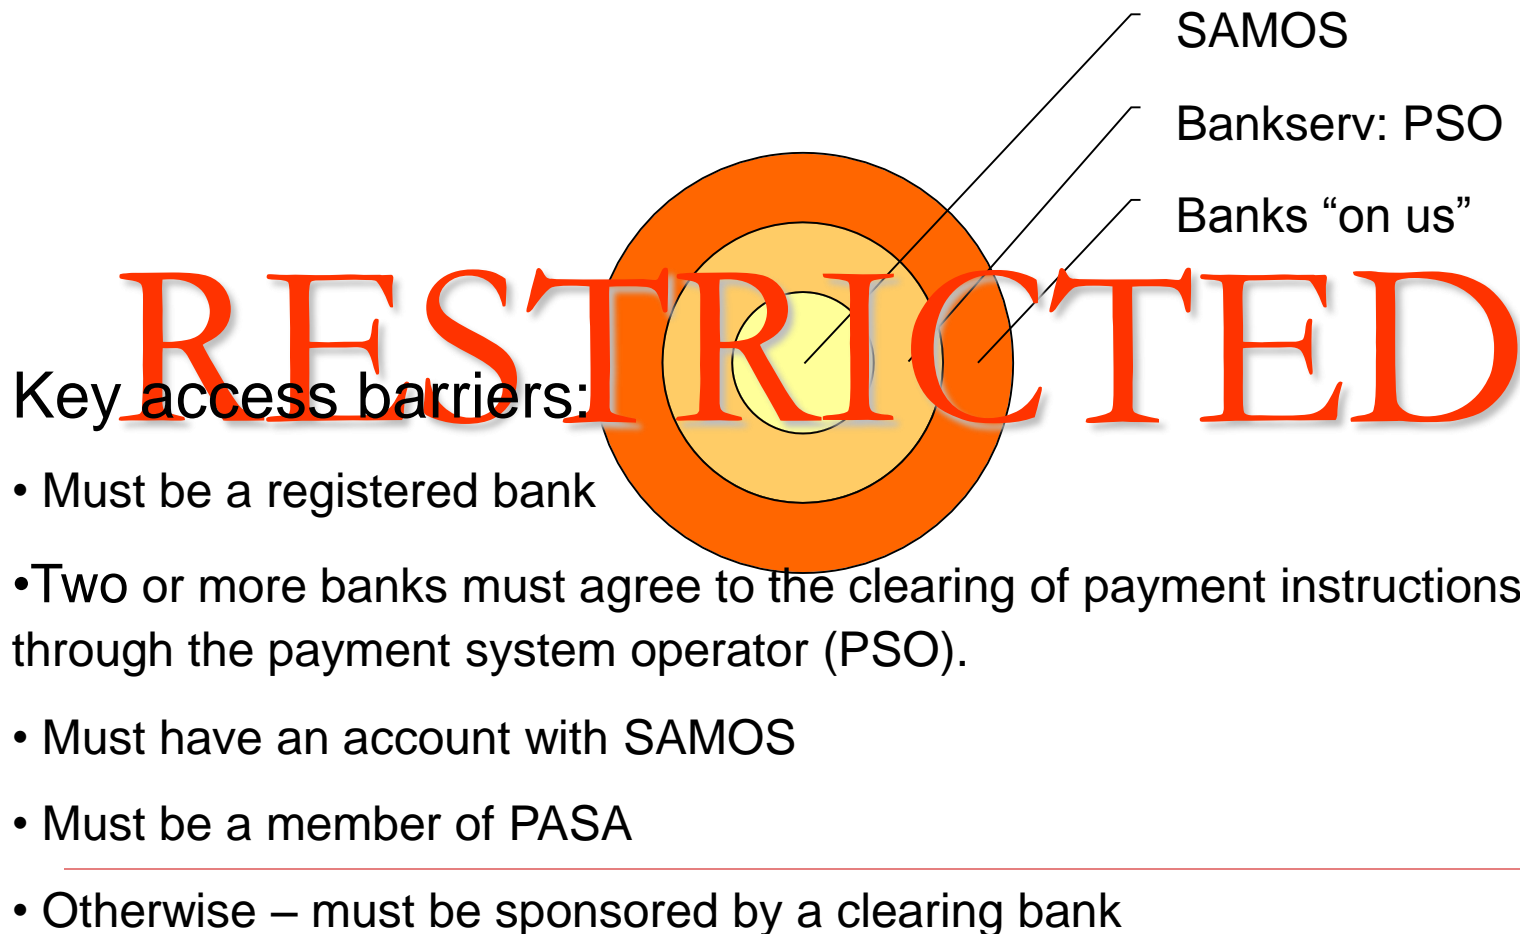 SAMOS
Bankserv: PSO
Banks “on us”
RESTRICTED
Key access barriers:
• Must be a registered bank
•Two or more banks must agree to the clearing of payment instructions
through the payment system operator (PSO).
• Must have an account with SAMOS
• Must be a member of PASA
• Otherwise – must be sponsored by a clearing bank